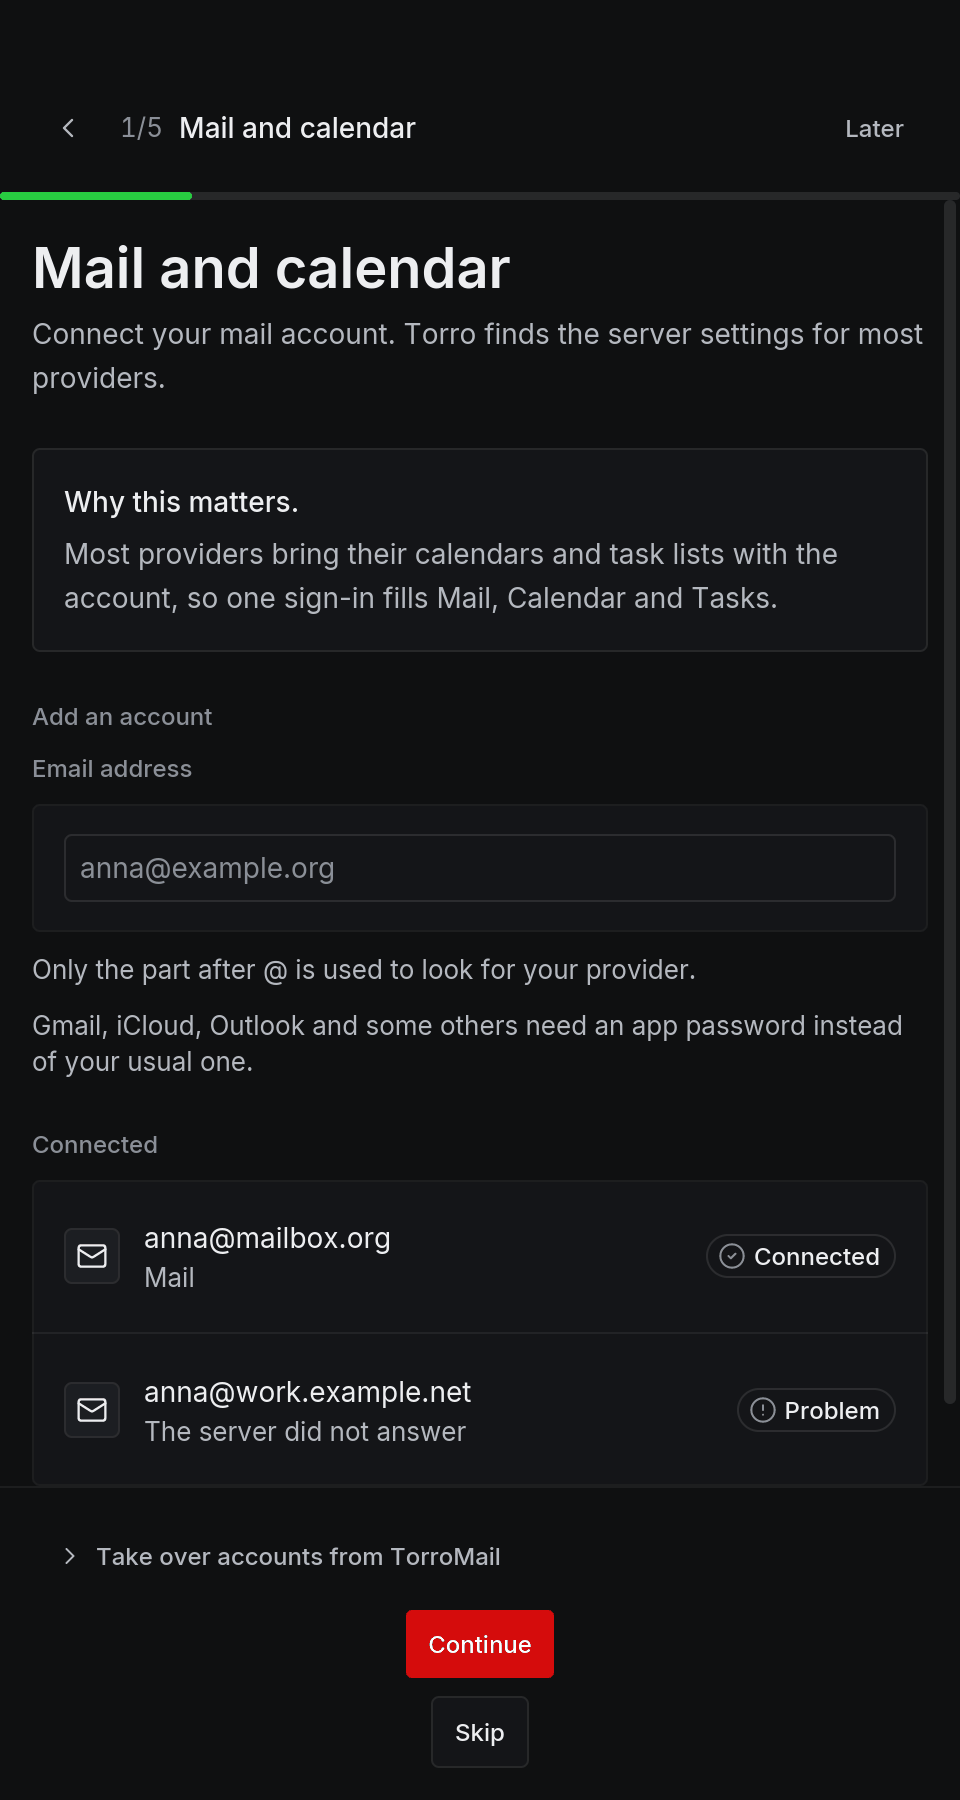 1/5 Mail and calendar
Later
Mail and calendar
Connect your mail account. Torro finds the server settings for most
providers.
Why this matters.
Most providers bring their calendars and task lists with the
account, so one sign-in fills Mail, Calendar and Tasks.
Add an account
Email address
anna@example.org
Only the part after @ is used to look for your provider.
Gmail, iCloud, Outlook and some others need an app password instead
of your usual one.
Connected
anna@mailbox.org
Mail
Connected
anna@work.example.net
The server did not answer
Problem
Take over accounts from TorroMail
Continue
Skip